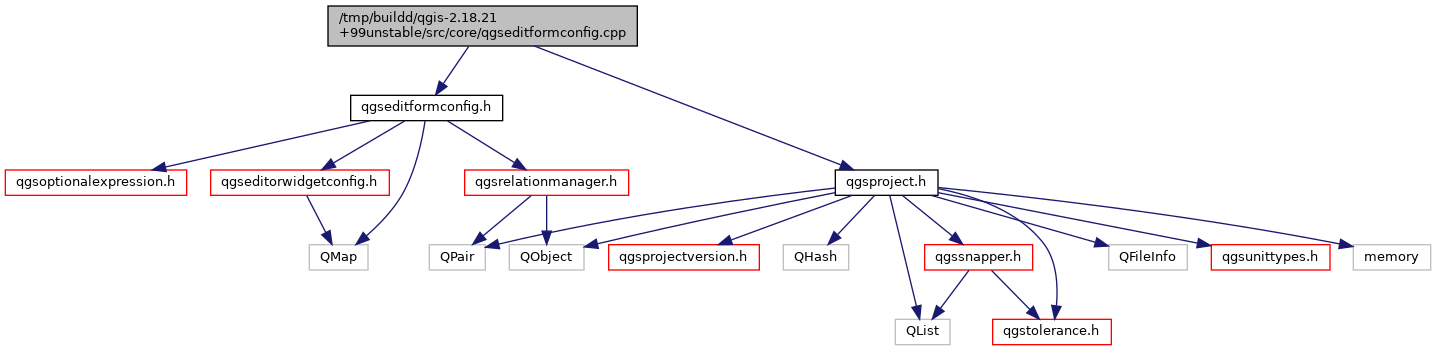 /tmp/buildd/qgis-2.18.21
+99unstable/src/core/qgseditformconfig.cpp
qgseditformconfig.h
qgsoptionalexpression.h
qgseditorwidgetconfig.h
qgsrelationmanager.h
qgsproject.h
QMap
QPair
QObject
qgsprojectversion.h
QHash
qgssnapper.h
QFileInfo
qgsunittypes.h
memory
QList
qgstolerance.h